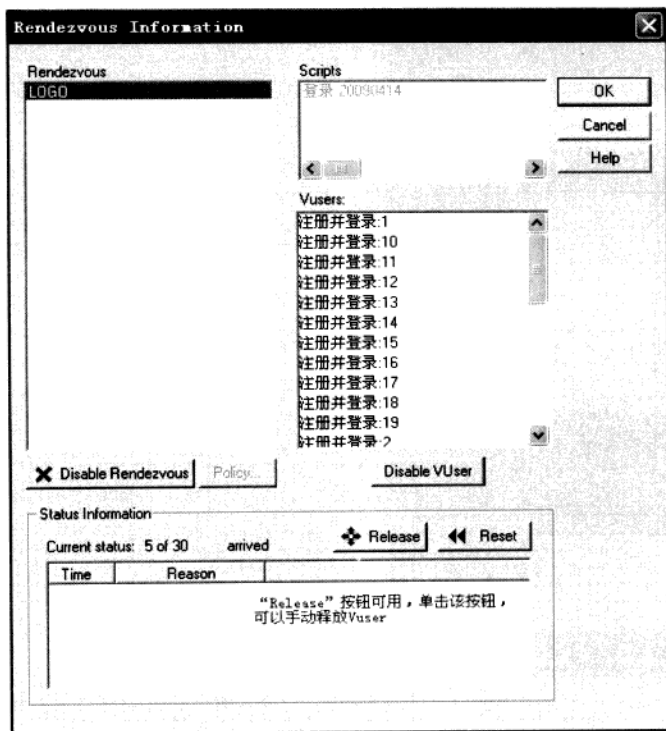 Rendezvous Information
Rendezvous
LOGO
Scripts
登录 20090414
OK
Cancel
Help
Vusers:
注册并登录:1
注册并登录:10
注册并登录:11
注册并登录:12
注册并登录:13
注册并登录:14
注册并登录:15
注册并登录:16
注册并登录:17
注册并登录:18
注册并登录:19
注册并登录:2
Disable Rendezvous
Policy...
Disable VUser
Status Information
Current status: 5 of 30 arrived
Release
Reset
Time Reason
“Release”按钮可用，单击该按钮，
可以手动释放Vuser